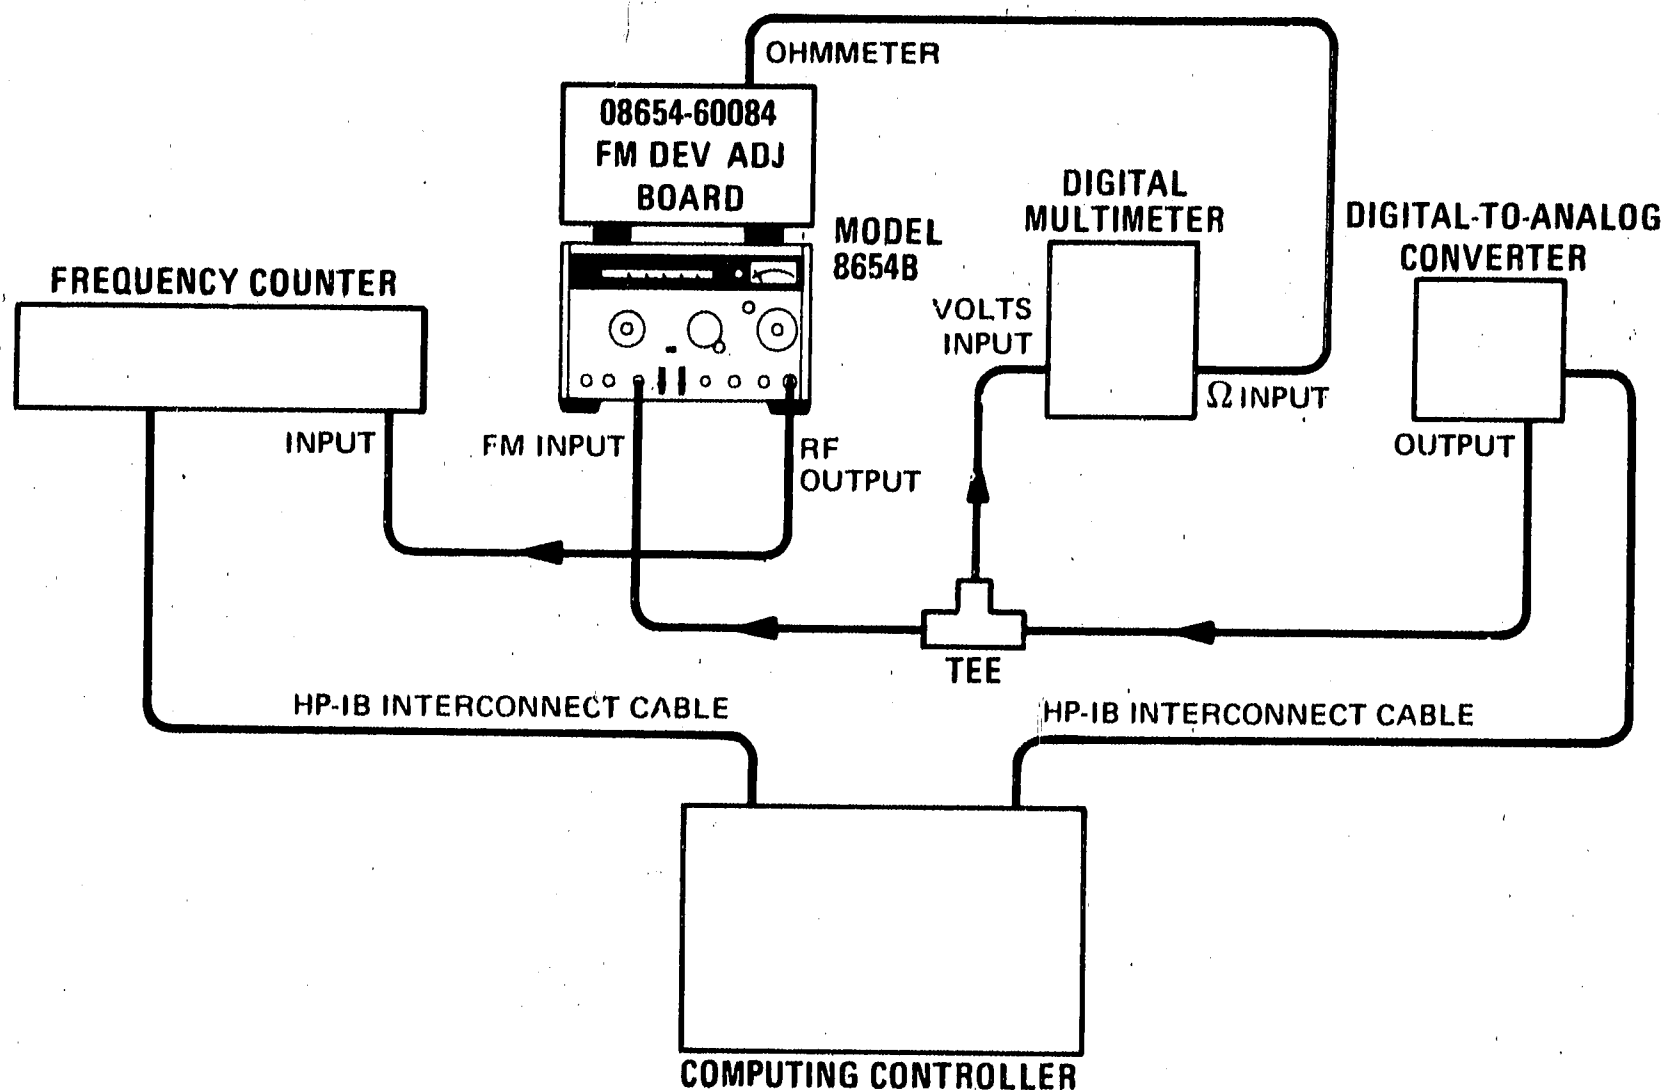 OHMMETER
08654-60084
FM DEV ADJ
BOARD
MODEL
8654B
DIGITAL
MULTIMETER
DIGITAL-TO-ANALOG
CONVERTER
FREQUENCY COUNTER
VOLTS
INPUT
Ω INPUT
INPUT
FM INPUT
RF
OUTPUT
OUTPUT
TEE
HP-IB INTERCONNECT CABLE
HP-IB INTERCONNECT CABLE
COMPUTING CONTROLLER